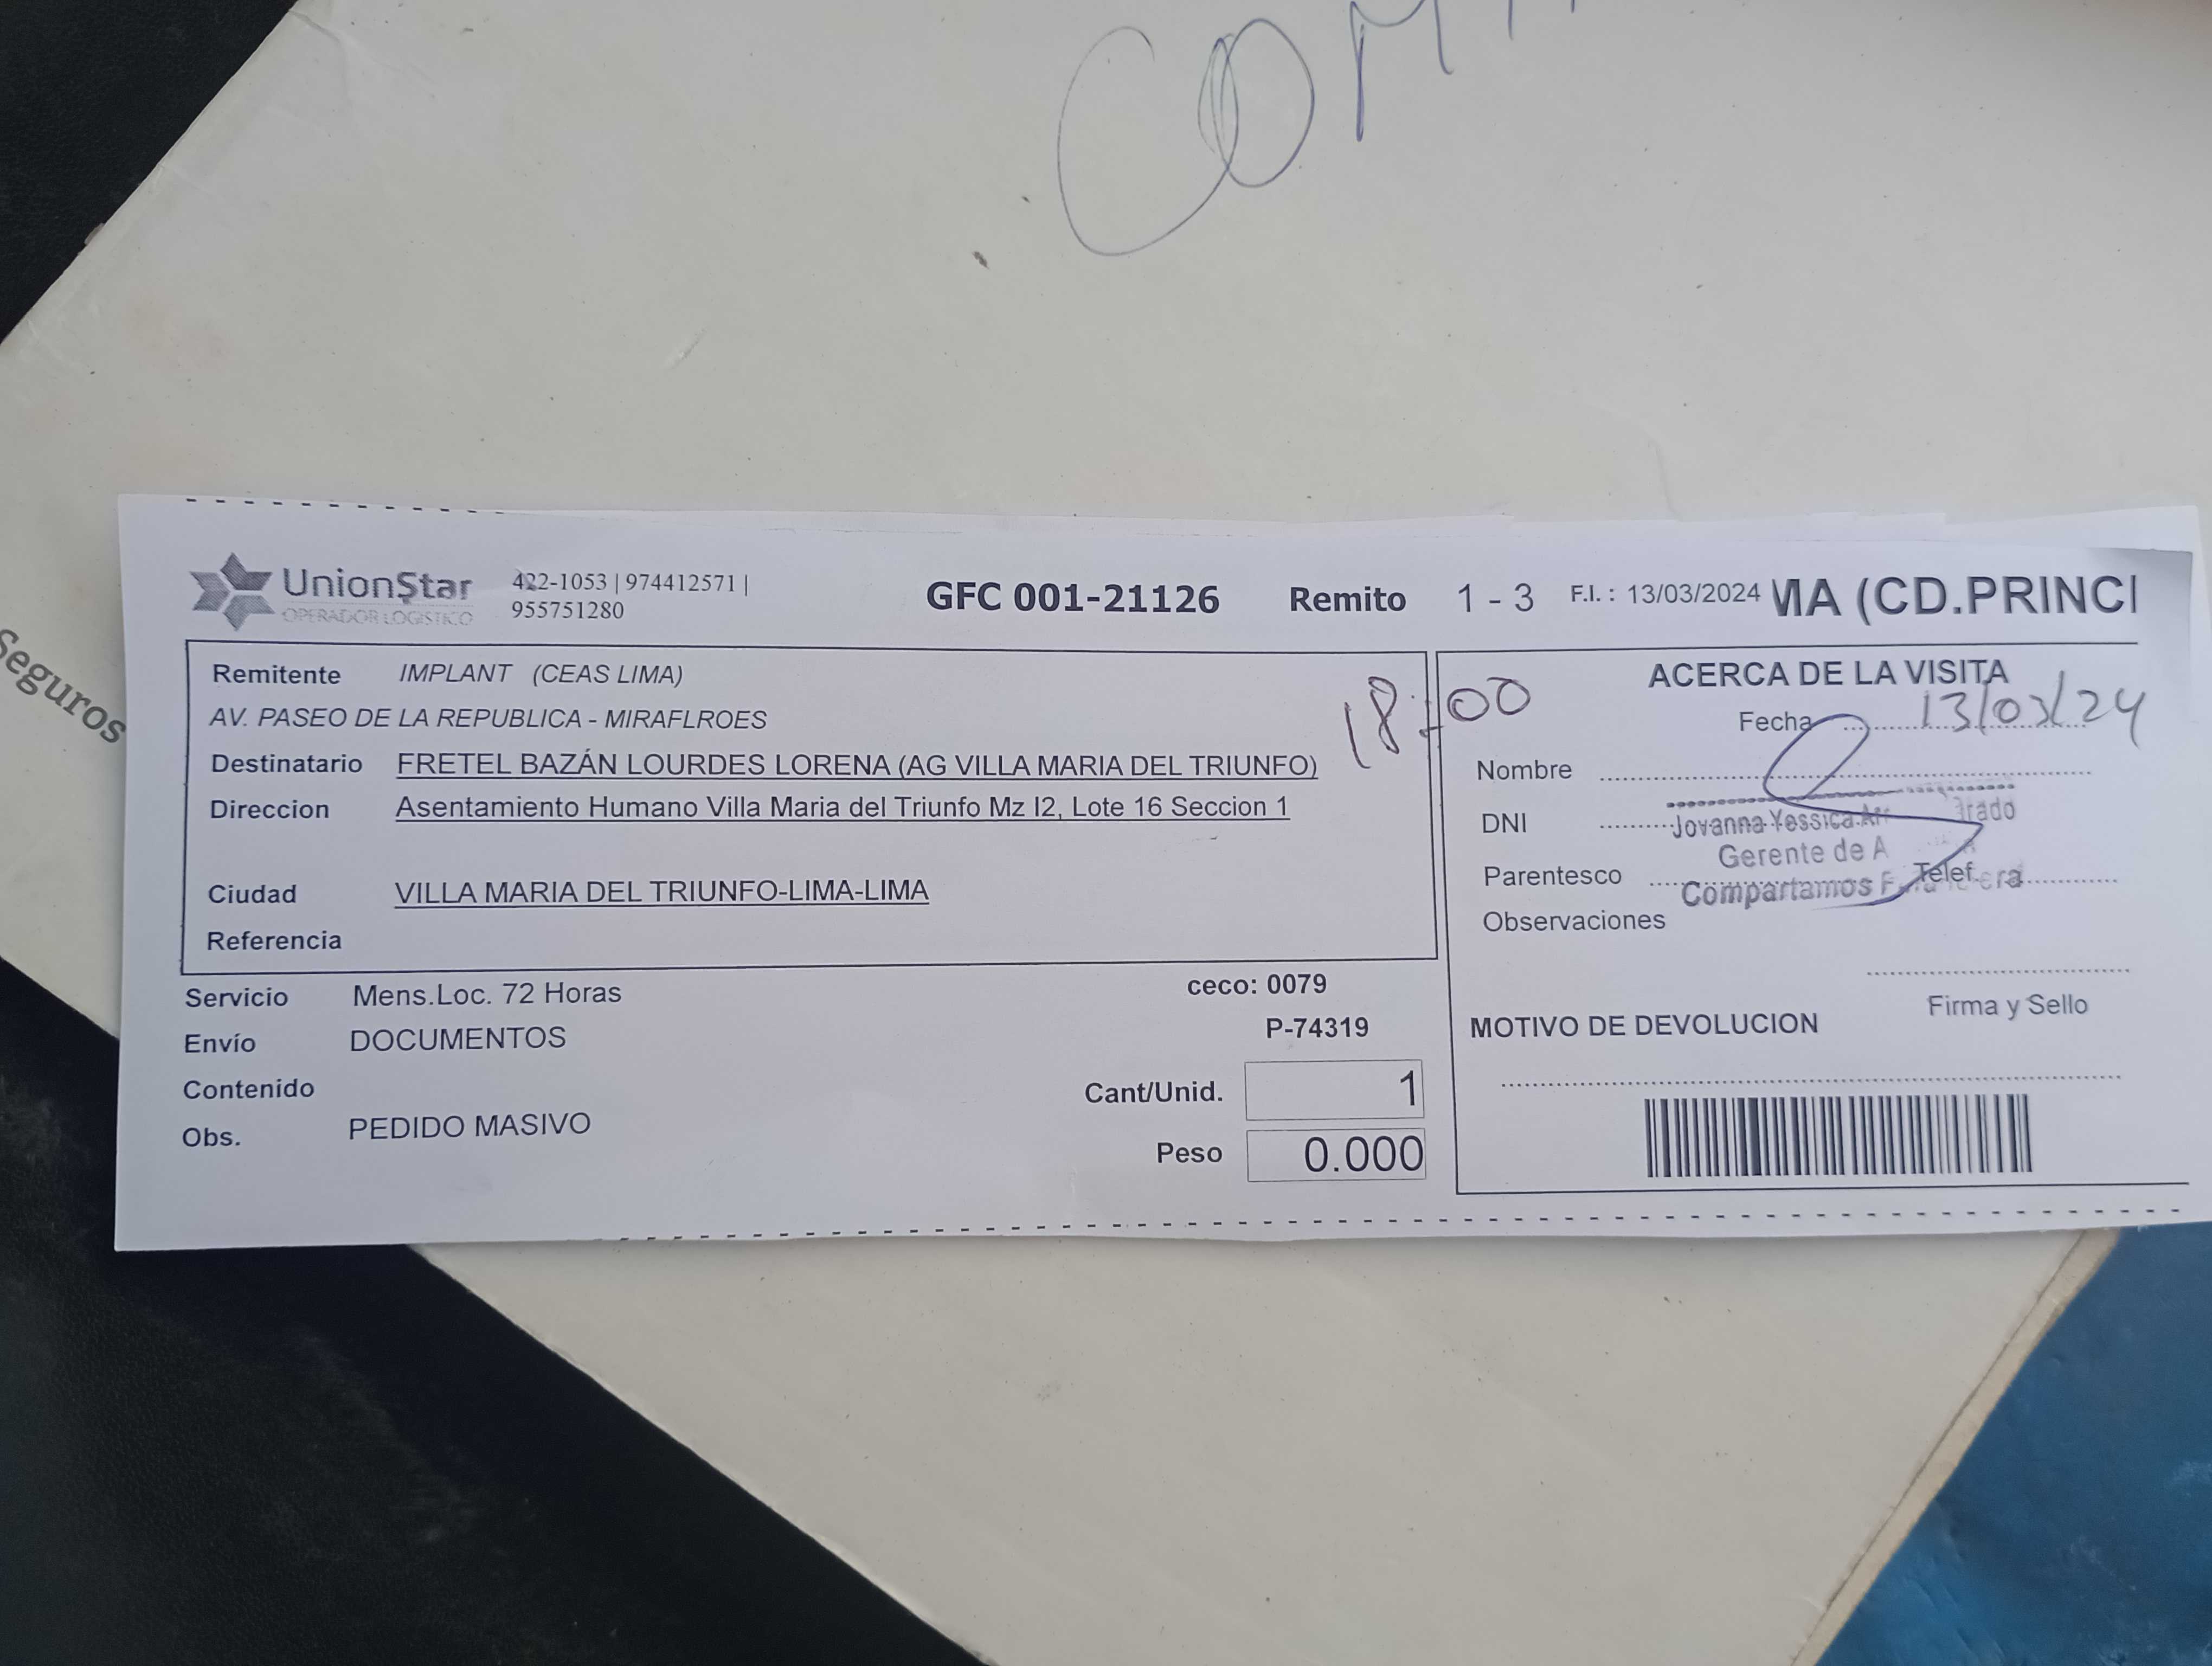 COM
Seguros
UnionStar
OPERADOR LOGISTICO
422-1053 | 974412571 |
955751280
GFC 001-21126 Remito 1 - 3 F.I. : 13/03/2024 MA (CD.PRINCI
Remitente IMPLANT (CEAS LIMA)
AV. PASEO DE LA REPUBLICA - MIRAFLROES
Destinatario FRETEL BAZÁN LOURDES LORENA (AG VILLA MARIA DEL TRIUNFO)
Direccion Asentamiento Humano Villa Maria del Triunfo Mz I2, Lote 16 Seccion 1
Ciudad VILLA MARIA DEL TRIUNFO-LIMA-LIMA
Referencia
18:00
Servicio Mens.Loc. 72 Horas
Envío DOCUMENTOS
Contenido
Obs. PEDIDO MASIVO
ceco: 0079
P-74319
Cant/Unid. 1
Peso 0.000
ACERCA DE LA VISITA
Fecha 13/03/24
Nombre
DNI
Jovanna Yessica
Gerente de A
Parentesco Telef.
Compartamos
Observaciones
Firma y Sello
MOTIVO DE DEVOLUCION